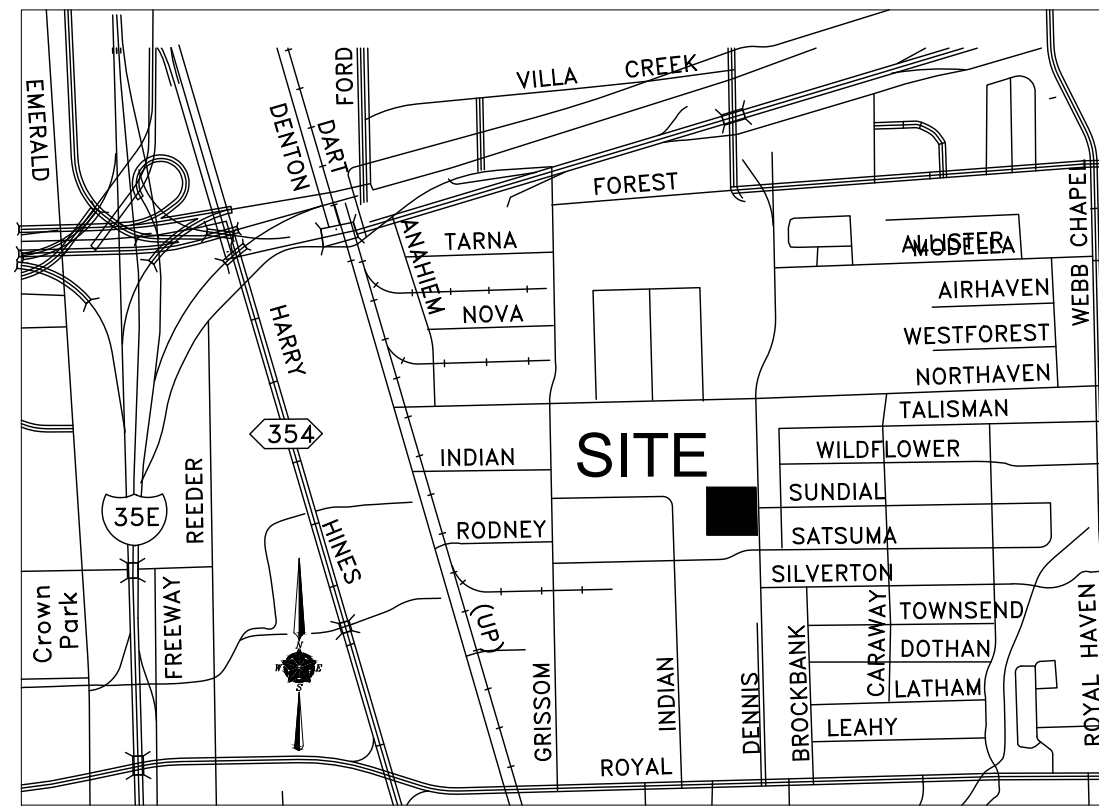 EMERALD
FORD
VILLA CREEK
DENTON
DART
FOREST
WEBB CHAPEL
ANAHIEM
TARNA
ALLISTER
MODELLA
AIRHAVEN
NOVA
HARRY
WESTFOREST
NORTHAVEN
TALISMAN
354
INDIAN
SITE
WILDFLOWER
REEDER
SUNDIAL
35E
RODNEY
SATSUMA
HINES
SILVERTON
Crown
Park
FREEWAY
(UP)
CARAWAY
TOWNSEND
ROYAL HAVEN
N
W E
S
DOTHAN
GRISSOM
INDIAN
DENNIS
BROCKBANK
LATHAM
LEAHY
ROYAL